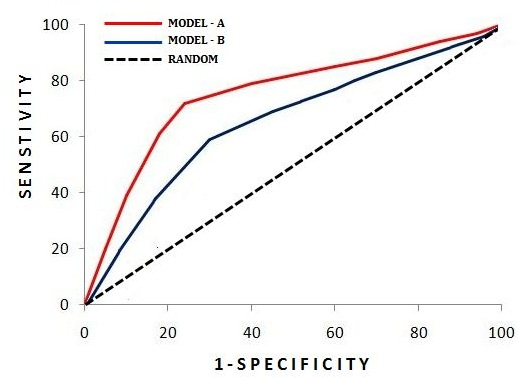 100
MODEL - A
MODEL - B
RANDOM
80
60
40
20
0
SENSTIVITY
0 20 40 60 80 100
1-SPECIFICITY